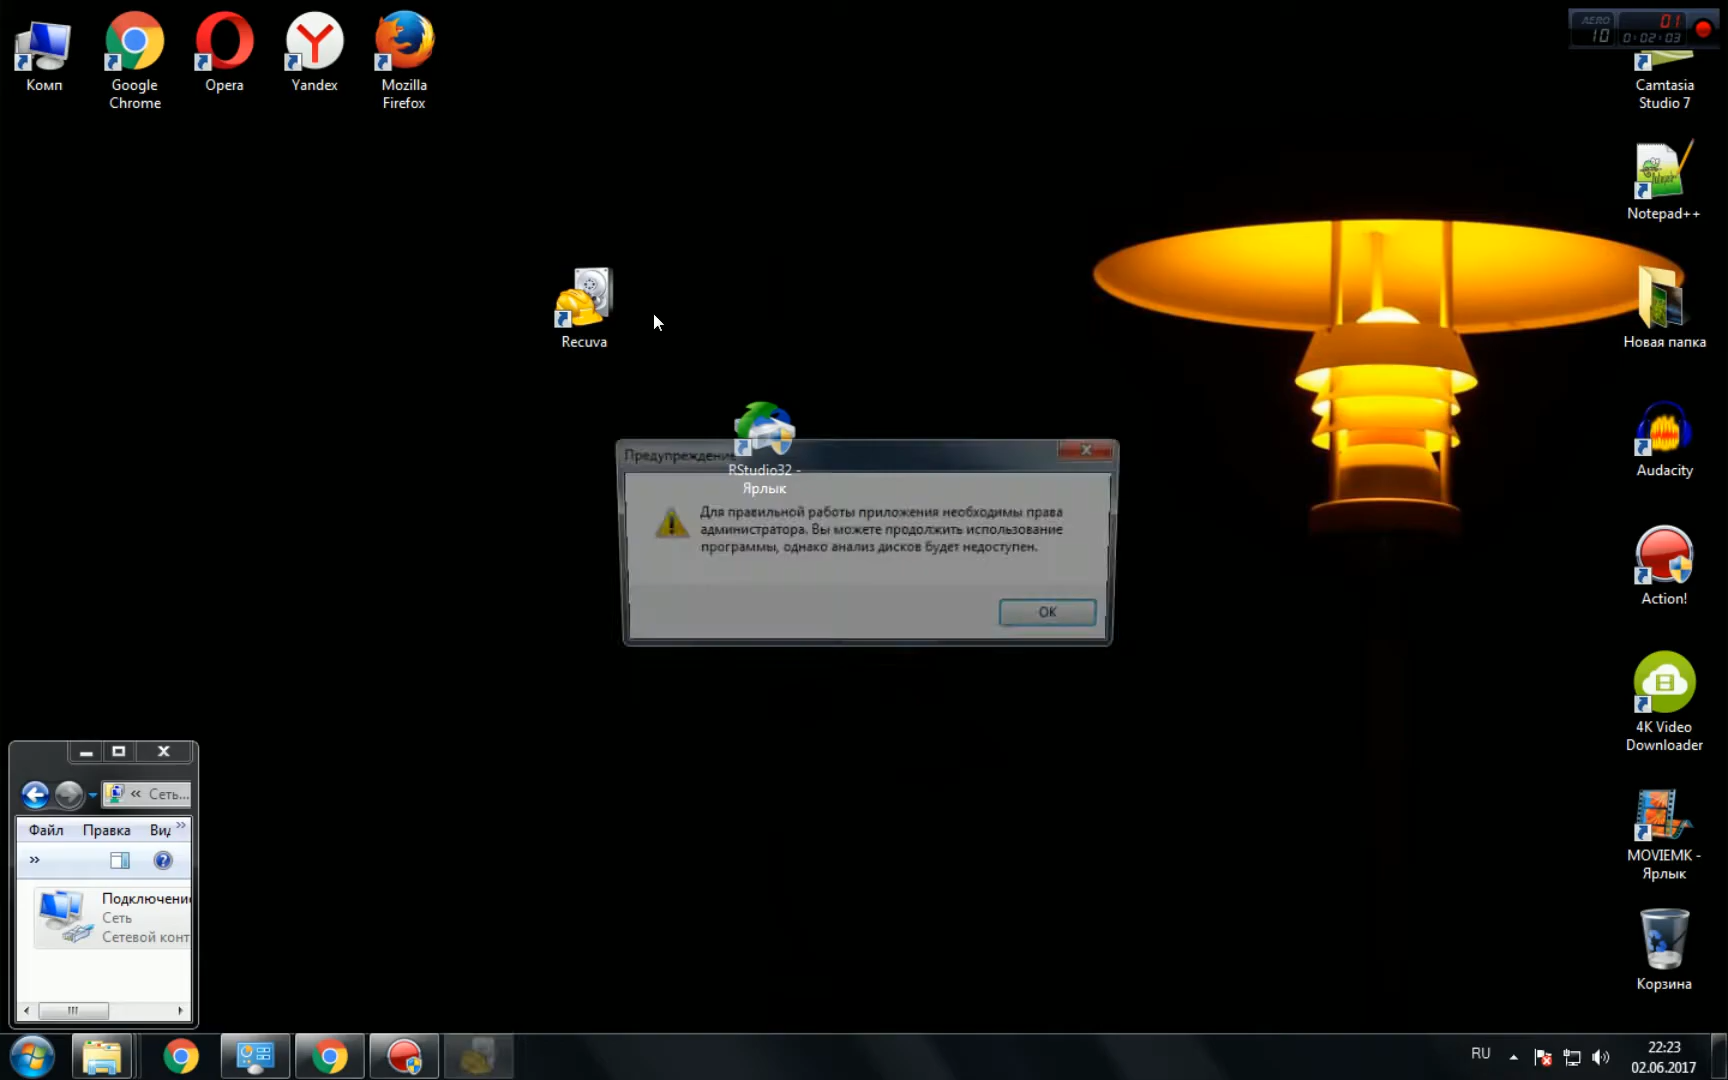 Комп
Google
Chrome
Opera
Yandex
Mozilla
Firefox
AERO
10
01
0:02:03
Camtasia
Studio 7
Notepad++
Recuva
Новая папка
RStudio32 -
Ярлык
Предупреждение
Для правильной работы приложения необходимы права
администратора. Вы можете продолжить использование
программы, однако анализ дисков будет недоступен.
OK
Audacity
Action!
4K Video
Downloader
MOVIEMK -
Ярлык
Корзина
« Сеть...
Файл Правка Ви »
»
Подключени
Сеть
Сетевой конт
RU
22:23
02.06.2017